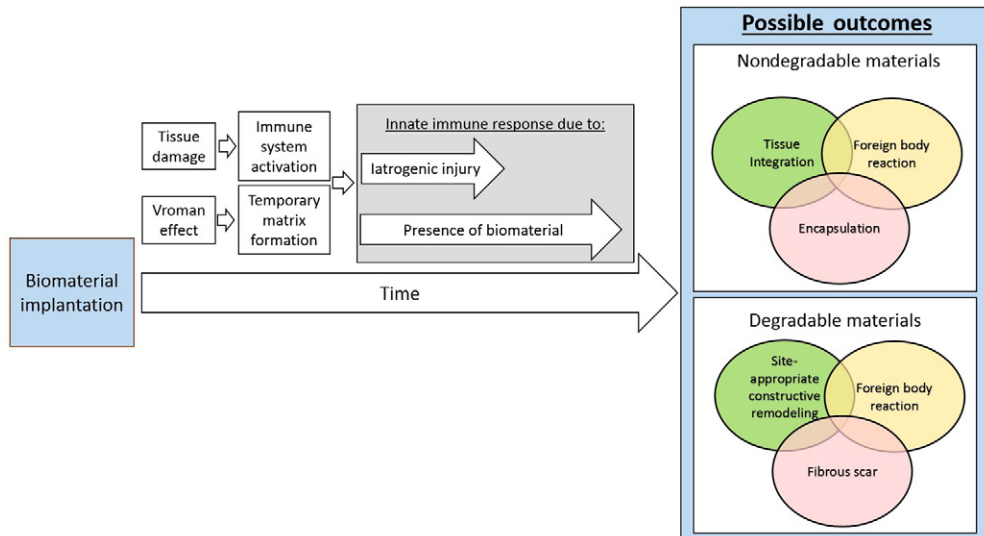 Biomaterial
implantation
Tissue
damage
Immune
system
activation
Vroman
effect
Temporary
matrix
formation
Innate immune response due to:
Iatrogenic injury
Presence of biomaterial
Time
Possible outcomes
Nondegradable materials
Tissue
Integration
Foreign body
reaction
Encapsulation
Degradable materials
Site-
appropriate
constructive
remodeling
Foreign body
reaction
Fibrous scar